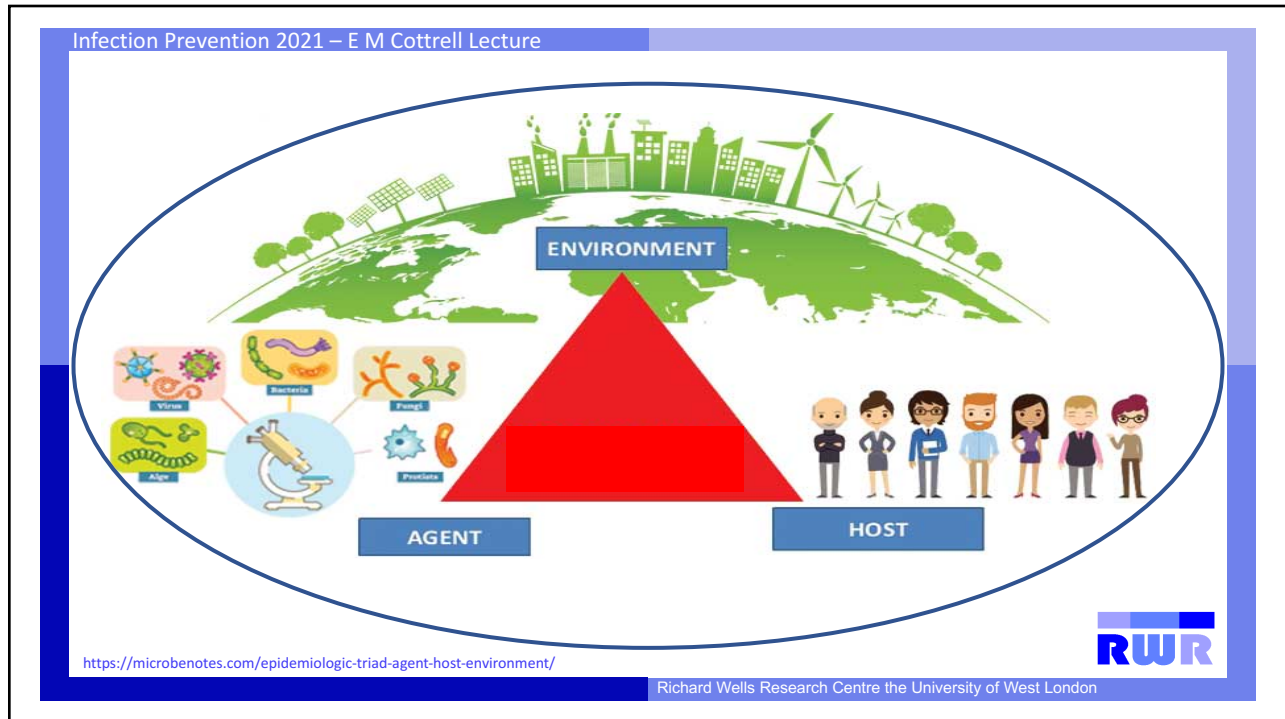 Infection Prevention 2021 – E M Cottrell Lecture
ENVIRONMENT
Virus
Bacteria
Fungi
Alge
Protista
AGENT
HOST
https://microbenotes.com/epidemiologic-triad-agent-host-environment/
RWR
Richard Wells Research Centre the University of West London